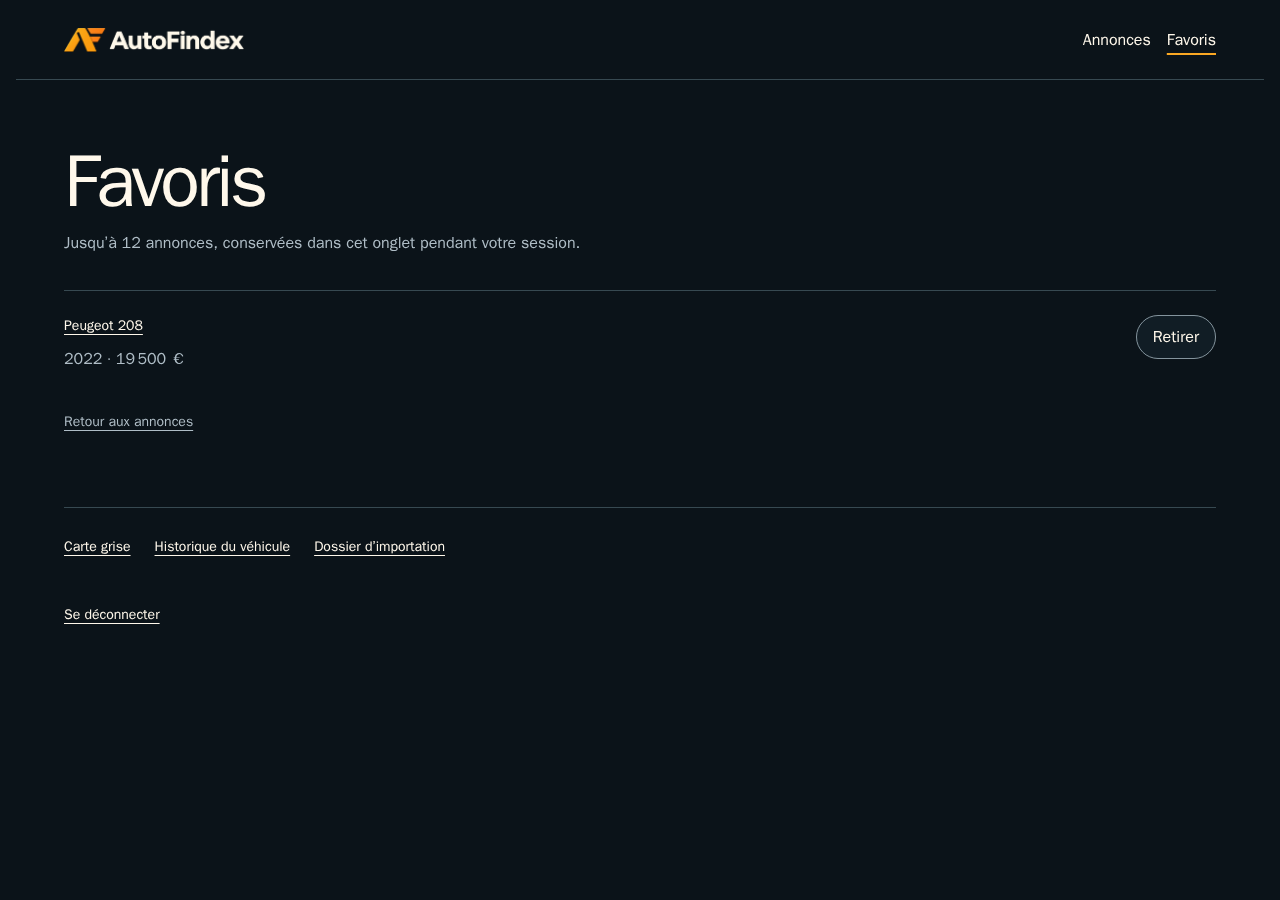 AutoFindex
Annonces Favoris
Favoris
Jusqu’à 12 annonces, conservées dans cet onglet pendant votre session.
Peugeot 208
Retirer
2022 · 19 500 €
Retour aux annonces
Carte grise Historique du véhicule Dossier d’importation
Se déconnecter